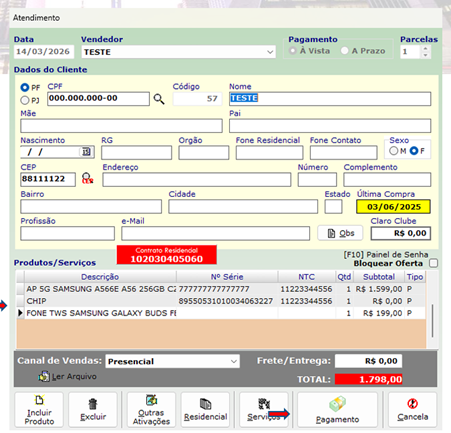 Atendimento
Data Vendedor Pagamento Parcelas
14/03/2026 TESTE À Vista A Prazo 1
Dados do Cliente
PF CPF Código Nome
PJ 000.000.000-00 57 TESTE
Mãe Pai
Nascimento RG Orgão Fone Residencial Fone Contato Sexo
/ / 15 M F
CEP Endereço Número Complemento
88111122
Bairro Cidade Estado Última Compra
03/06/2025
Profissão e-Mail Claro Clube
Obs R$ 0,00
Contrato Residencial
102030405060
[F10] Painel de Senha
Produtos/Serviços Bloquear Oferta
Descrição Nº Série NTC Qtd Subtotal Tipo
AP 5G SAMSUNG A566E A56 256GB 777777777777777 11223344556 1 R$ 1.599,00 P
CHIP 89550531010034063227 11223344556 1 R$ 0,00 P
FONE TWS SAMSUNG GALAXY BUDS 1 R$ 199,00 P
Canal de Vendas: Presencial Frete/Entrega: R$ 0,00
Ler Arquivo TOTAL: 1.798,00
Incluir Produto
Excluir
Outras Ativações
Residencial
Serviços
Pagamento
Cancela